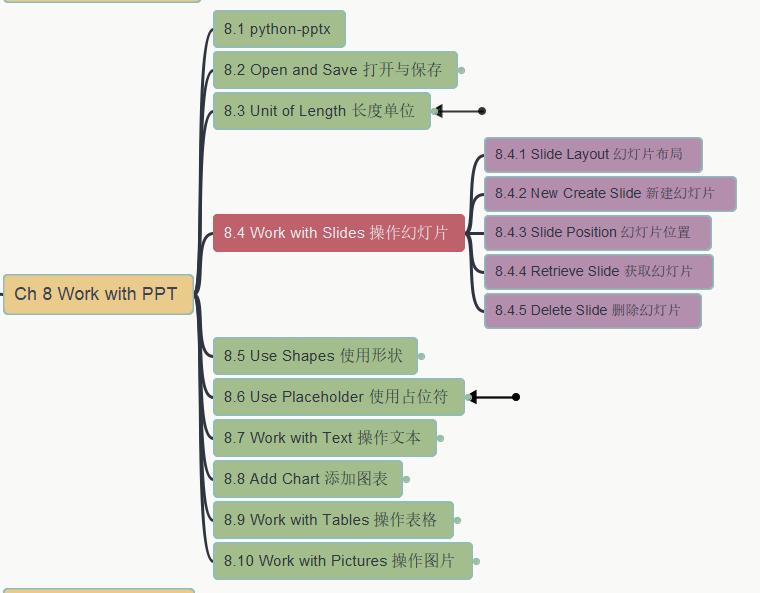 8.1 python-pptx
8.2 Open and Save 打开与保存
8.3 Unit of Length 长度单位
8.4.1 Slide Layout 幻灯片布局
8.4.2 New Create Slide 新建幻灯片
8.4 Work with Slides 操作幻灯片
8.4.3 Slide Position 幻灯片位置
8.4.4 Retrieve Slide 获取幻灯片
8.4.5 Delete Slide 删除幻灯片
Ch 8 Work with PPT
8.5 Use Shapes 使用形状
8.6 Use Placeholder 使用占位符
8.7 Work with Text 操作文本
8.8 Add Chart 添加图表
8.9 Work with Tables 操作表格
8.10 Work with Pictures 操作图片